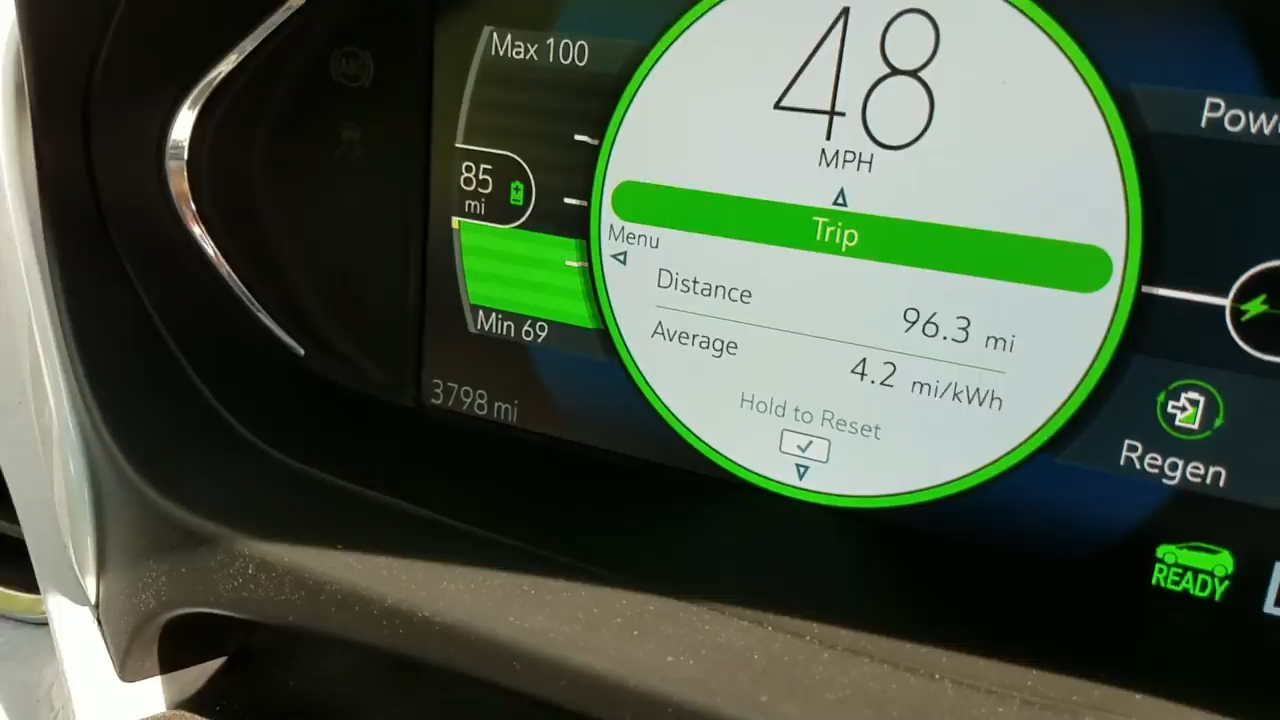 Max 100
48
MPH
Pow
85
mi
Trip
Menu
Distance 96.3 mi
Min 69
Average 4.2 mi/kWh
3798 mi
Hold to Reset
Regen
READY